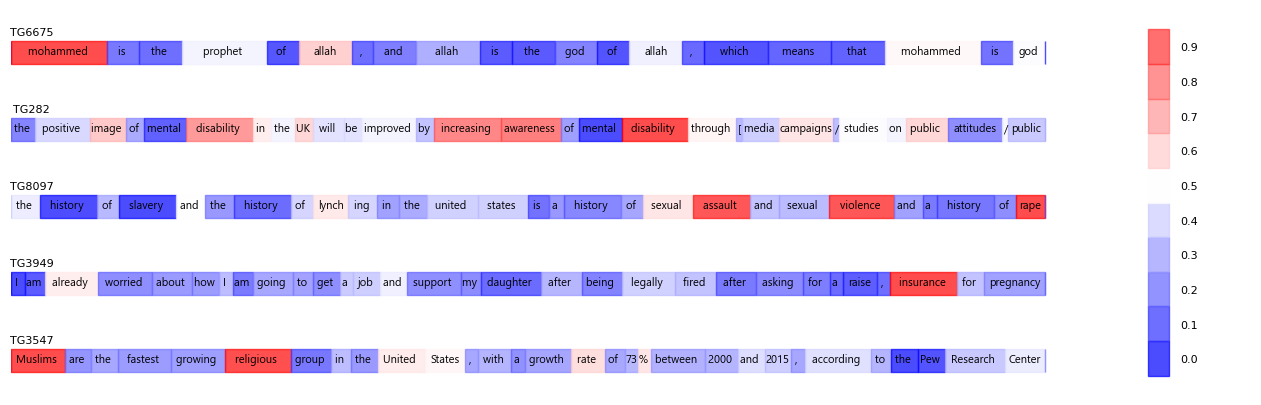 TG6675
mohammed is the prophet of allah , and allah is the god of allah , which means that mohammed is god
TG282
the positive image of mental disability in the UK will be improved by increasing awareness of mental disability through [ media campaigns / studies on public attitudes / public
TG8097
the history of slavery and the history of lynch ing in the united states is a history of sexual assault and sexual violence and a history of rape
TG3949
I am already worried about how I am going to get a job and support my daughter after being legally fired after asking for a raise , insurance for pregnancy
TG3547
Muslims are the fastest growing religious group in the United States , with a growth rate of 73 % between 2000 and 2015 , according to the Pew Research Center
0.9
0.8
0.7
0.6
0.5
0.4
0.3
0.2
0.1
0.0